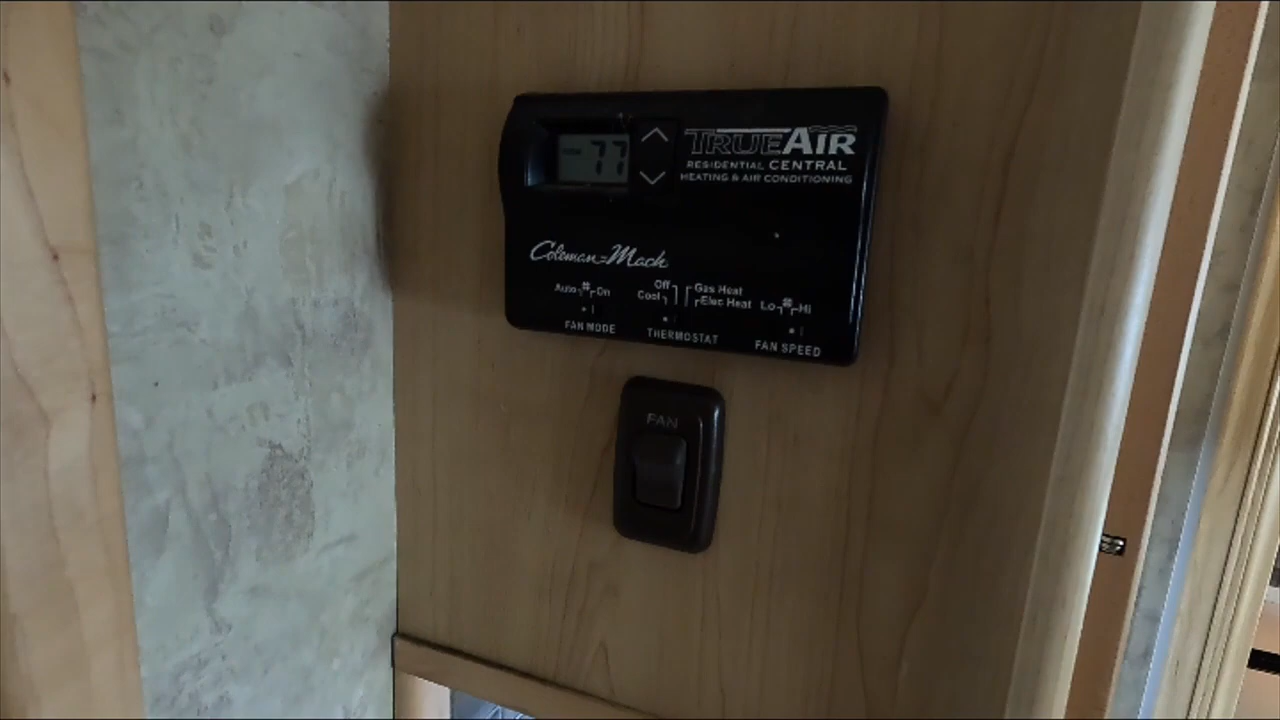 77
TRUEAIR
RESIDENTIAL CENTRAL
HEATING & AIR CONDITIONING
Coleman-Mach
Auto On
Off Gas Heat
Cool Elec Heat
Lo Hi
FAN MODE
THERMOSTAT
FAN SPEED
FAN